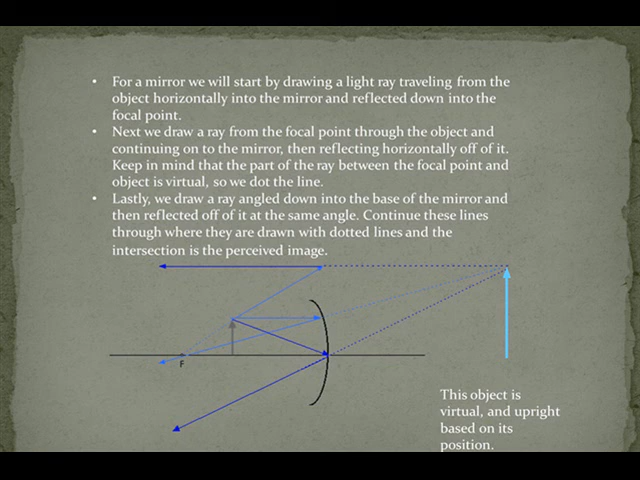 • For a mirror we will start by drawing a light ray traveling from the
object horizontally into the mirror and reflected down into the
focal point.
• Next we draw a ray from the focal point through the object and
continuing on to the mirror, then reflecting horizontally off of it.
Keep in mind that the part of the ray between the focal point and
object is virtual, so we dot the line.
• Lastly, we draw a ray angled down into the base of the mirror and
then reflected off of it at the same angle. Continue these lines
through where they are drawn with dotted lines and the
intersection is the perceived image.
F
This object is
virtual, and upright
based on its
position.